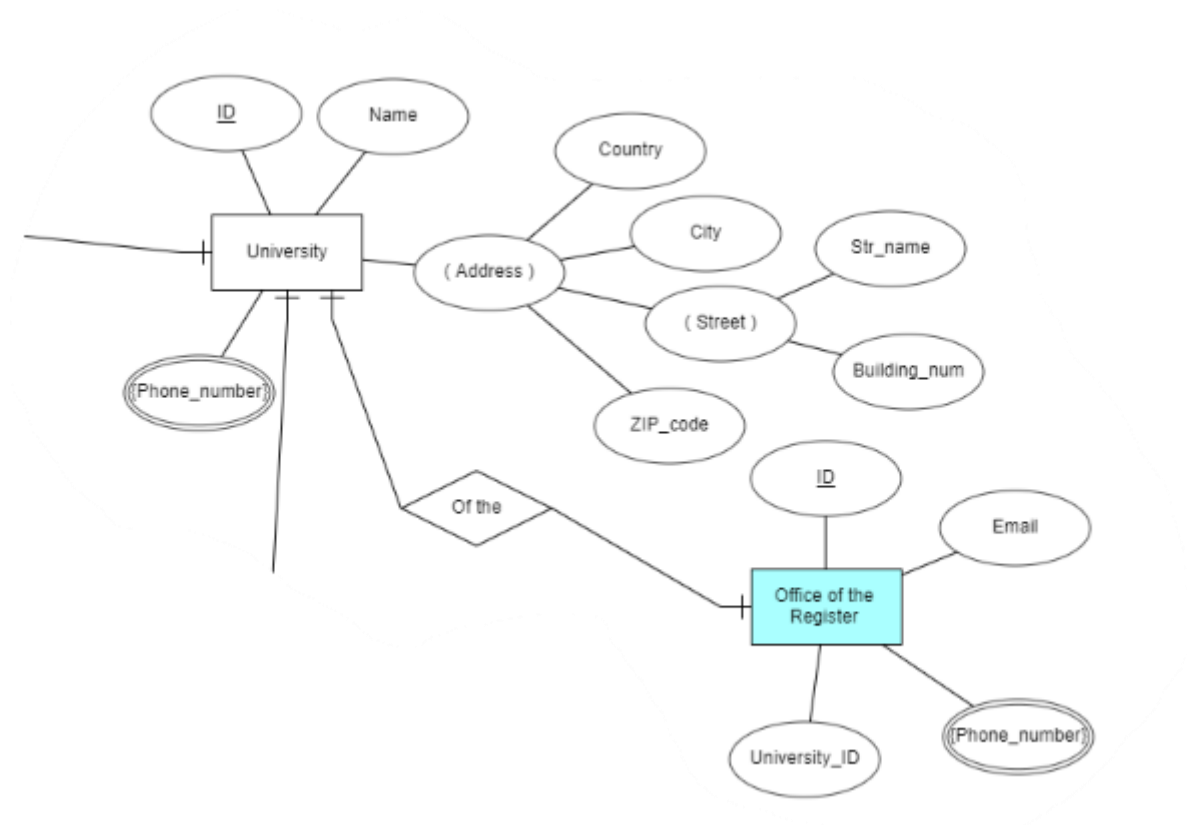 ID
Name
Country
City
Str_name
University
( Address )
( Street )
Building_num
[Phone_number]
ZIP_code
ID
Of the
Email
Office of the
Register
University_ID
[Phone_number]